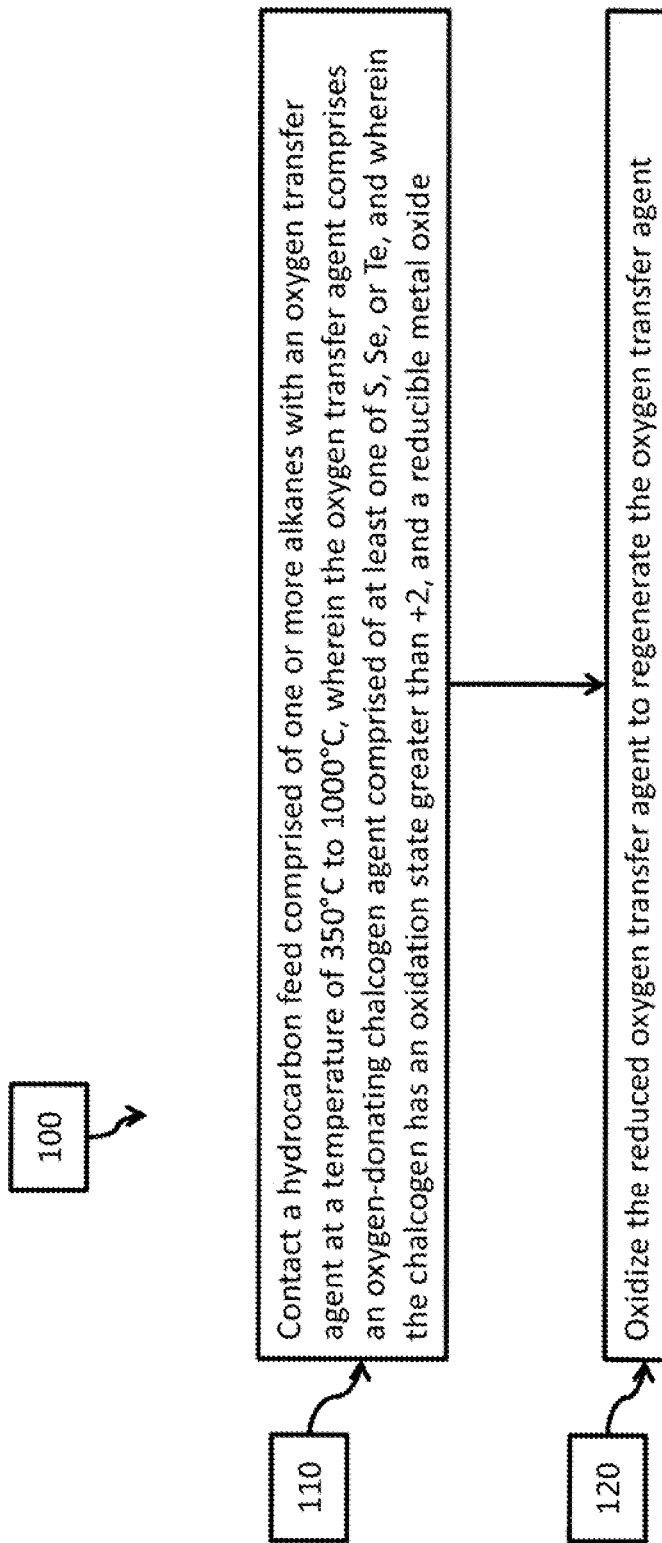 100
110
Contact a hydrocarbon feed comprised of one or more alkanes with an oxygen transfer
agent at a temperature of 350°C to 1000°C, wherein the oxygen transfer agent comprises
an oxygen-donating chalcogen agent comprised of at least one of S, Se, or Te, and wherein
the chalcogen has an oxidation state greater than +2, and a reducible metal oxide
120
Oxidize the reduced oxygen transfer agent to regenerate the oxygen transfer agent